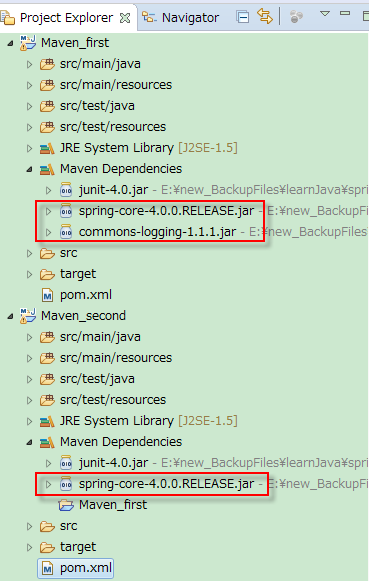 Project Explorer Navigator
Maven_first
src/main/java
src/main/resources
src/test/java
src/test/resources
JRE System Library [J2SE-1.5]
Maven Dependencies
junit-4.0.jar - E:¥new_BackupFiles¥learnJava¥spri
spring-core-4.0.0.RELEASE.jar - E:¥new_BackupF
commons-logging-1.1.1.jar - E:¥new_BackupFiles
src
target
pom.xml
Maven_second
src/main/java
src/main/resources
src/test/java
src/test/resources
JRE System Library [J2SE-1.5]
Maven Dependencies
junit-4.0.jar - E:¥new_BackupFiles¥learnJava¥spri
spring-core-4.0.0.RELEASE.jar - E:¥new_BackupF
Maven_first
src
target
pom.xml